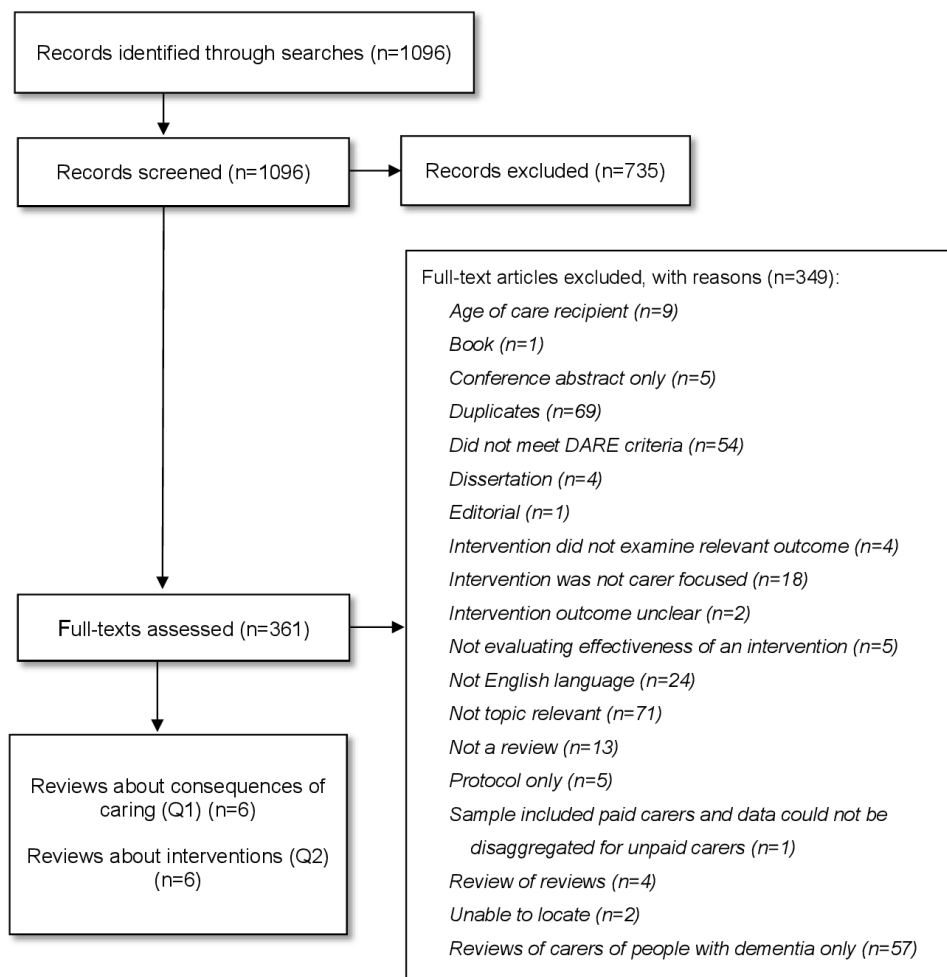 Records identified through searches (n=1096)
Records screened (n=1096)
Records excluded (n=735)
Full-text articles excluded, with reasons (n=349):
Age of care recipient (n=9)
Book (n=1)
Conference abstract only (n=5)
Duplicates (n=69)
Did not meet DARE criteria (n=54)
Dissertation (n=4)
Editorial (n=1)
Intervention did not examine relevant outcome (n=4)
Intervention was not carer focused (n=18)
Intervention outcome unclear (n=2)
Not evaluating effectiveness of an intervention (n=5)
Not English language (n=24)
Not topic relevant (n=71)
Not a review (n=13)
Protocol only (n=5)
Sample included paid carers and data could not be
disaggregated for unpaid carers (n=1)
Review of reviews (n=4)
Unable to locate (n=2)
Reviews of carers of people with dementia only (n=57)
Full-texts assessed (n=361)
Reviews about consequences of
caring (Q1) (n=6)
Reviews about interventions (Q2)
(n=6)